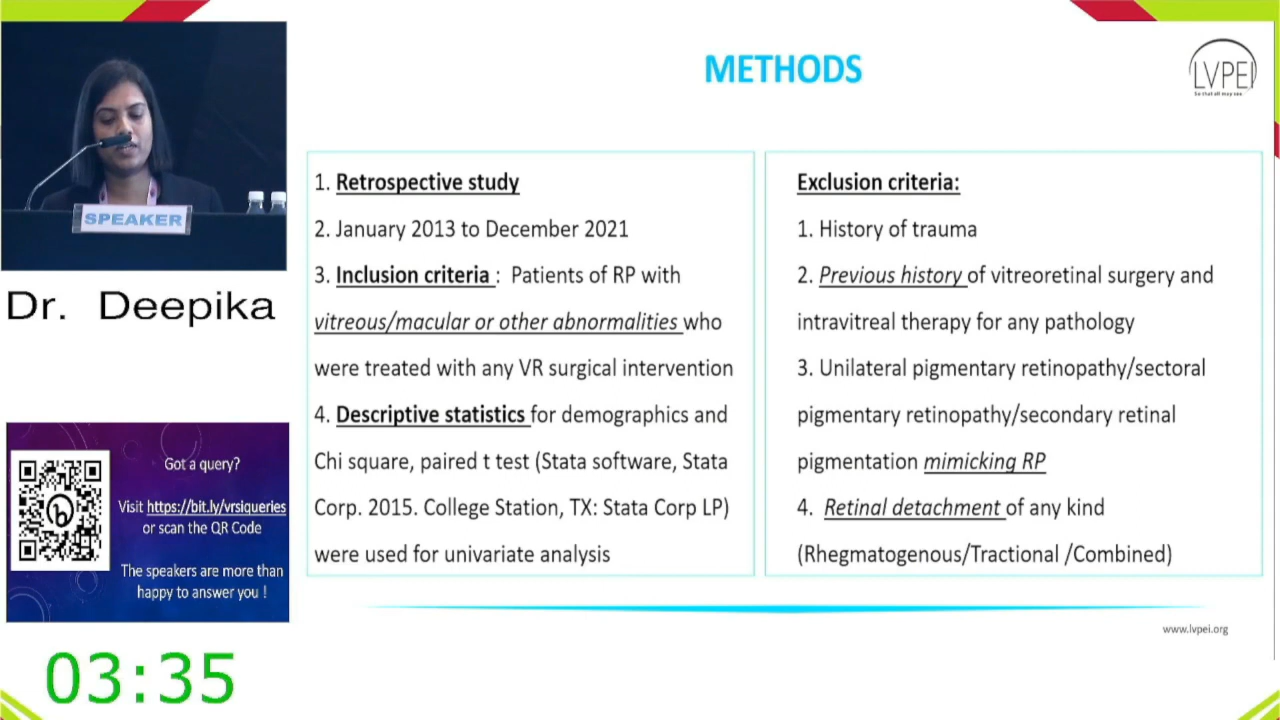 METHODS
LVPEI
So that all may see
SPEAKER
Dr. Deepika
1. Retrospective study
2. January 2013 to December 2021
3. Inclusion criteria : Patients of RP with
vitreous/macular or other abnormalities who
were treated with any VR surgical intervention
4. Descriptive statistics for demographics and
Chi square, paired t test (Stata software, Stata
Corp. 2015. College Station, TX: Stata Corp LP)
were used for univariate analysis
Exclusion criteria:
1. History of trauma
2. Previous history of vitreoretinal surgery and
intravitreal therapy for any pathology
3. Unilateral pigmentary retinopathy/sectoral
pigmentary retinopathy/secondary retinal
pigmentation mimicking RP
4. Retinal detachment of any kind
(Rhegmatogenous/Tractional /Combined)
Got a query?
Visit https://bit.ly/vrsiqueries
or scan the QR Code
The speakers are more than
happy to answer you !
www.lvpei.org
03:35